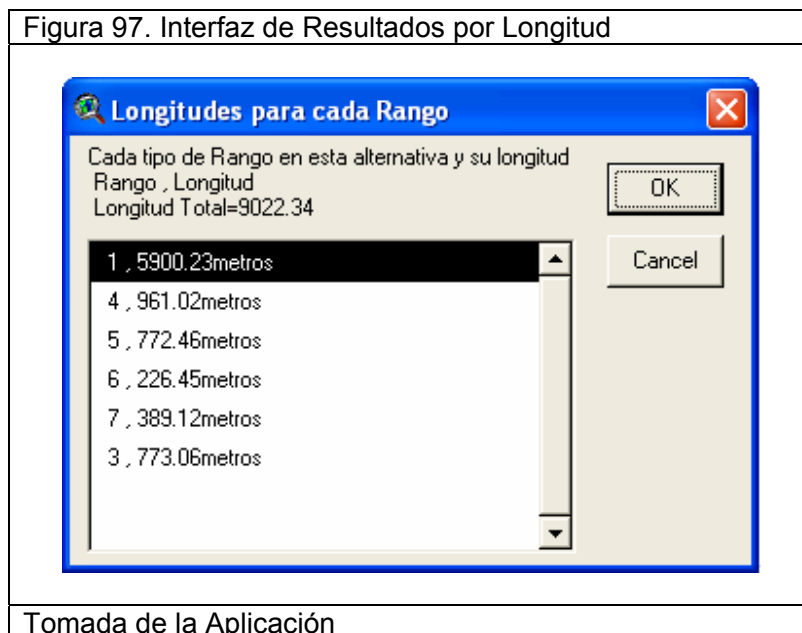 Figura 97. Interfaz de Resultados por Longitud
Longitudes para cada Rango
Cada tipo de Rango en esta alternativa y su longitud
Rango , Longitud
Longitud Total=9022.34
OK
Cancel
1 , 5900.23metros
4 , 961.02metros
5 , 772.46metros
6 , 226.45metros
7 , 389.12metros
3 , 773.06metros
Tomada de la Aplicación